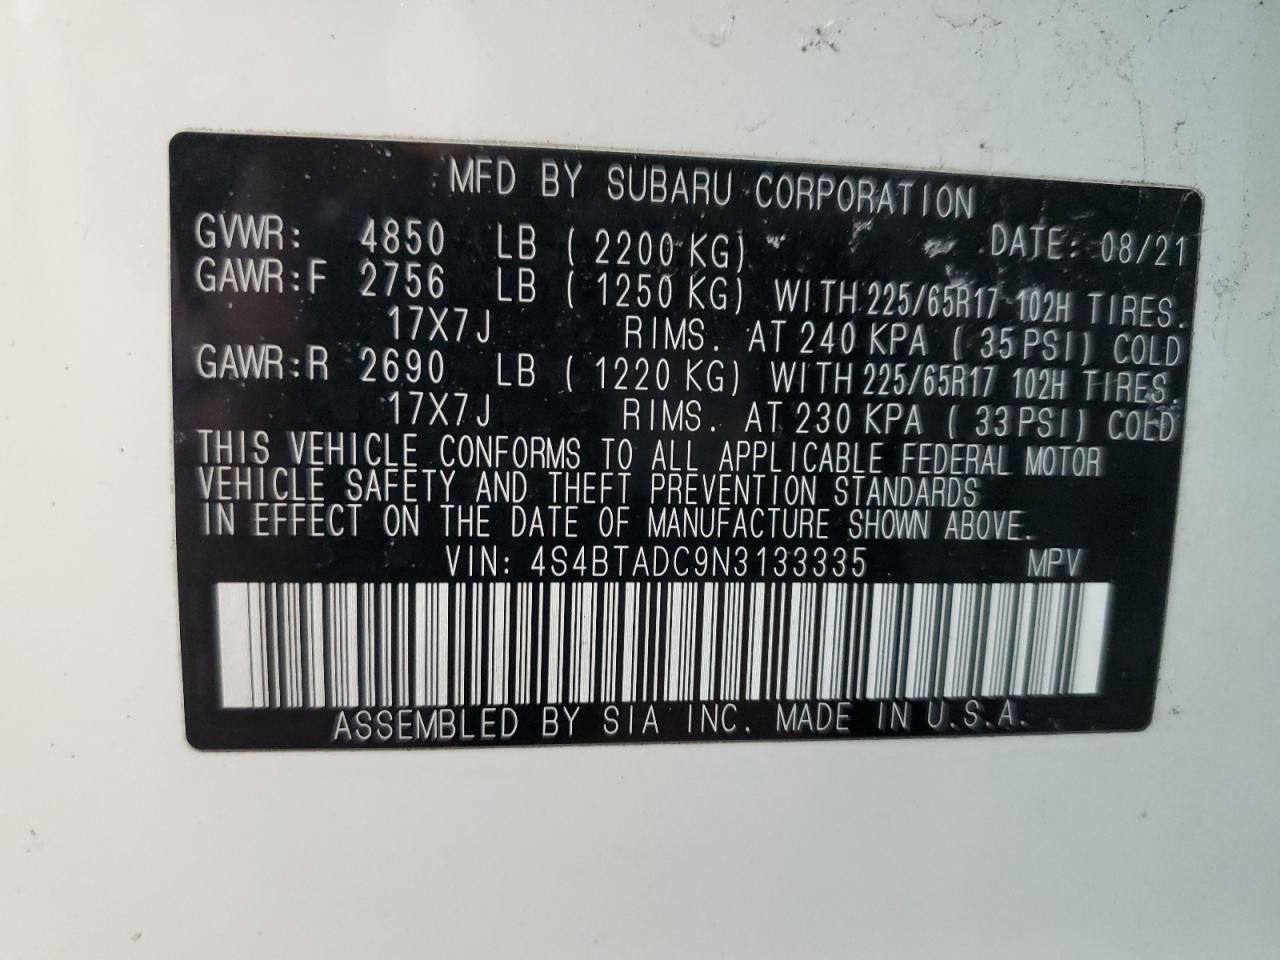 MFD BY SUBARU CORPORATION
GVWR: 4850 LB ( 2200 KG) DATE: 08/21
GAWR:F 2756 LB ( 1250 KG) WITH 225/65R17 102H TIRES.
17X7J RIMS. AT 240 KPA ( 35 PSI) COLD
GAWR:R 2690 LB ( 1220 KG) WITH 225/65R17 102H TIRES.
17X7J RIMS. AT 230 KPA ( 33 PSI) COLD
THIS VEHICLE CONFORMS TO ALL APPLICABLE FEDERAL MOTOR
VEHICLE SAFETY AND THEFT PREVENTION STANDARDS
IN EFFECT ON THE DATE OF MANUFACTURE SHOWN ABOVE.
VIN: 4S4BTADC9N3133335 MPV
ASSEMBLED BY SIA INC. MADE IN U.S.A.